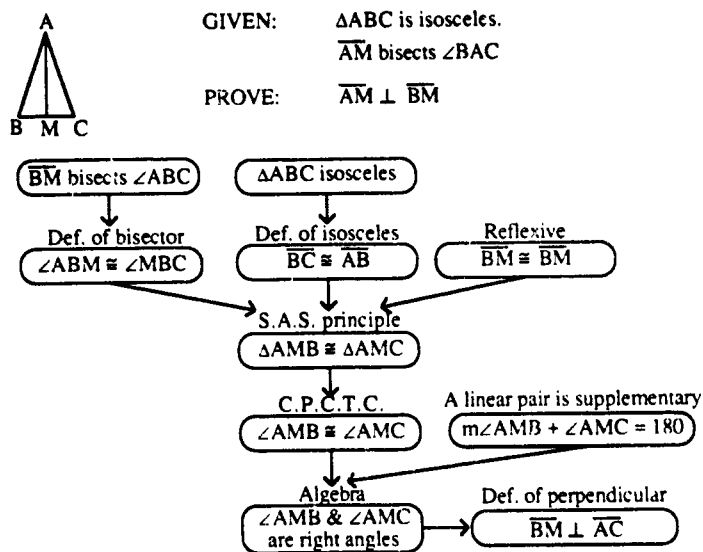 A
B M C
GIVEN: ΔABC is isosceles.
AM bisects ∠BAC
PROVE: AM ⊥ BM
BM bisects ∠ABC
ΔABC isosceles
Def. of bisector
∠ABM ≅ ∠MBC
Def. of isosceles
BC ≅ AB
Reflexive
BM ≅ BM
S.A.S. principle
ΔAMB ≅ ΔAMC
C.P.C.T.C.
∠AMB ≅ ∠AMC
A linear pair is supplementary
m∠AMB + ∠AMC = 180
Algebra
∠AMB & ∠AMC
are right angles
Def. of perpendicular
BM ⊥ AC